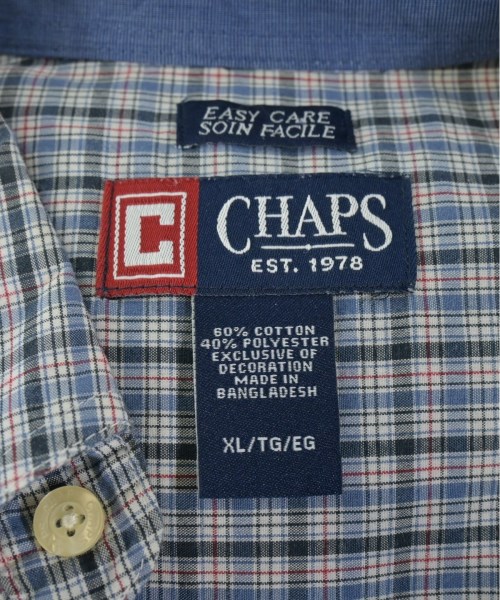 EASY CARE
SOIN FACILE
C CHAPS
EST. 1978
60% COTTON
40% POLYESTER
EXCLUSIVE OF
DECORATION
MADE IN
BANGLADESH
XL/TG/EG